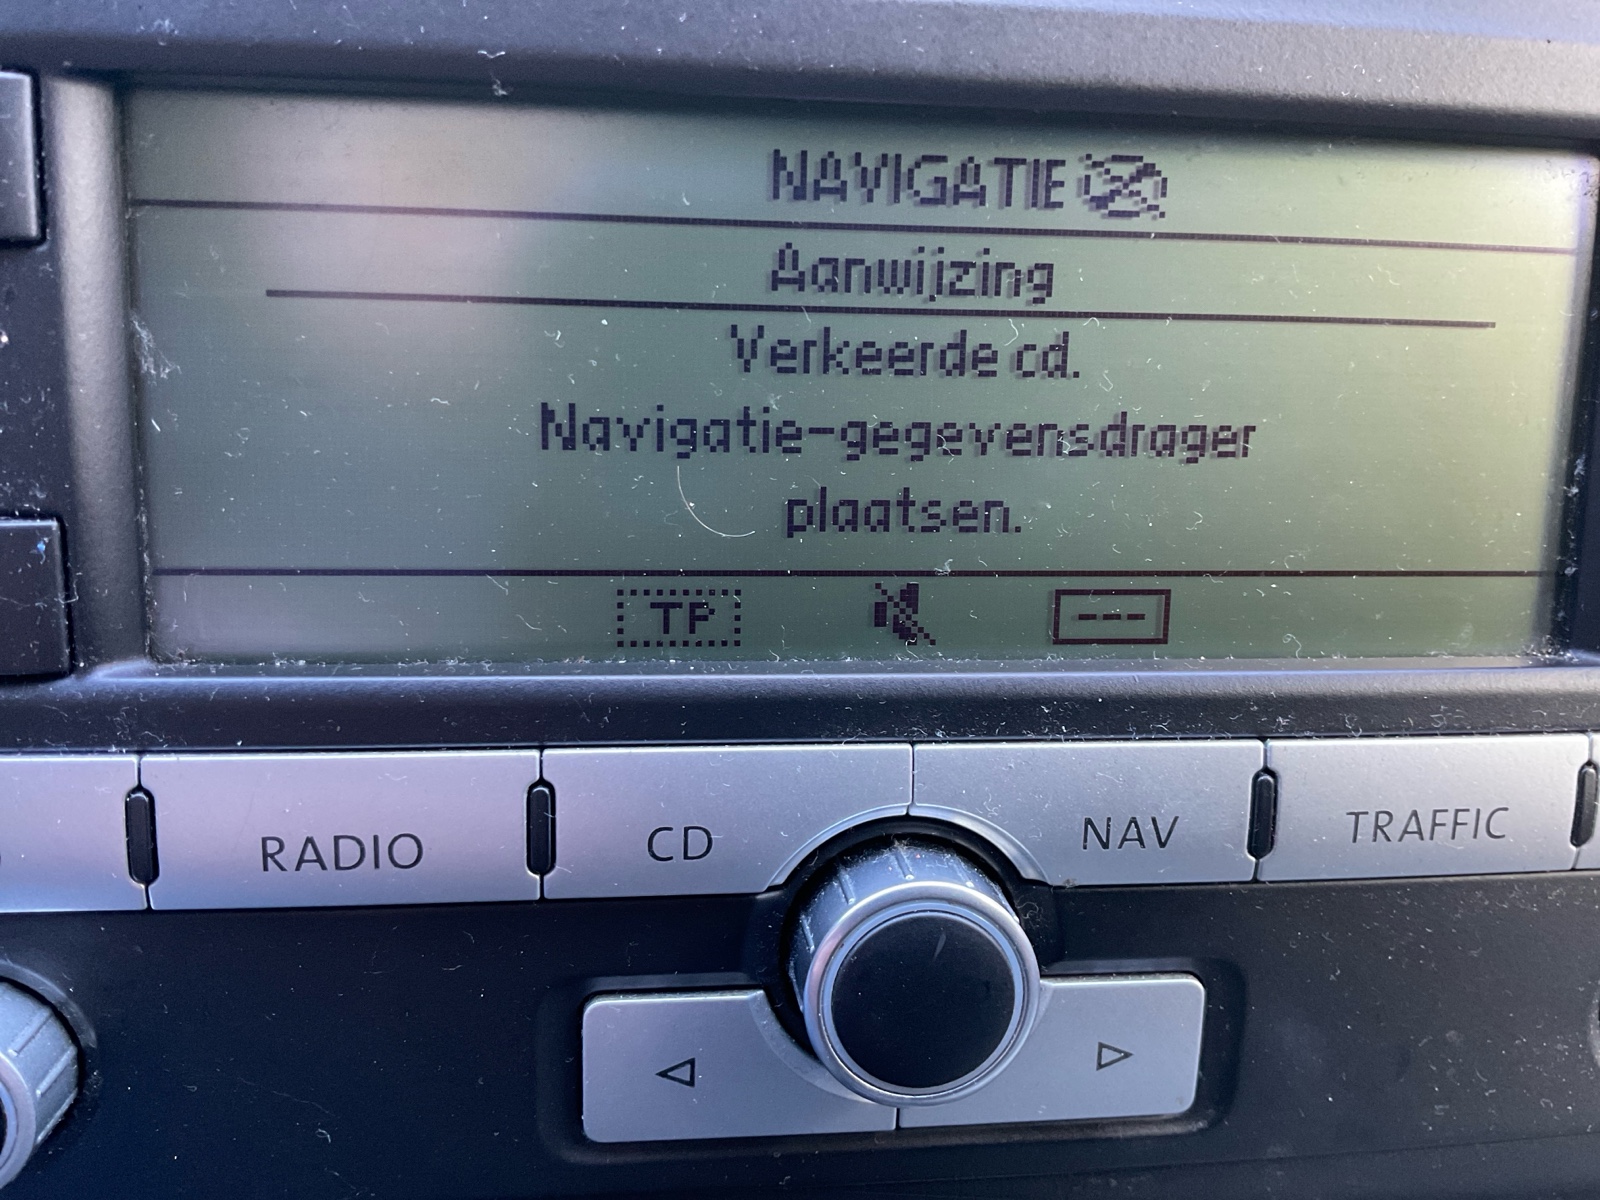 NAVIGATIE
Aanwijzing
Verkeerde cd.
Navigatie-gegevensdrager
plaatsen.
TP ---
RADIO CD NAV TRAFFIC